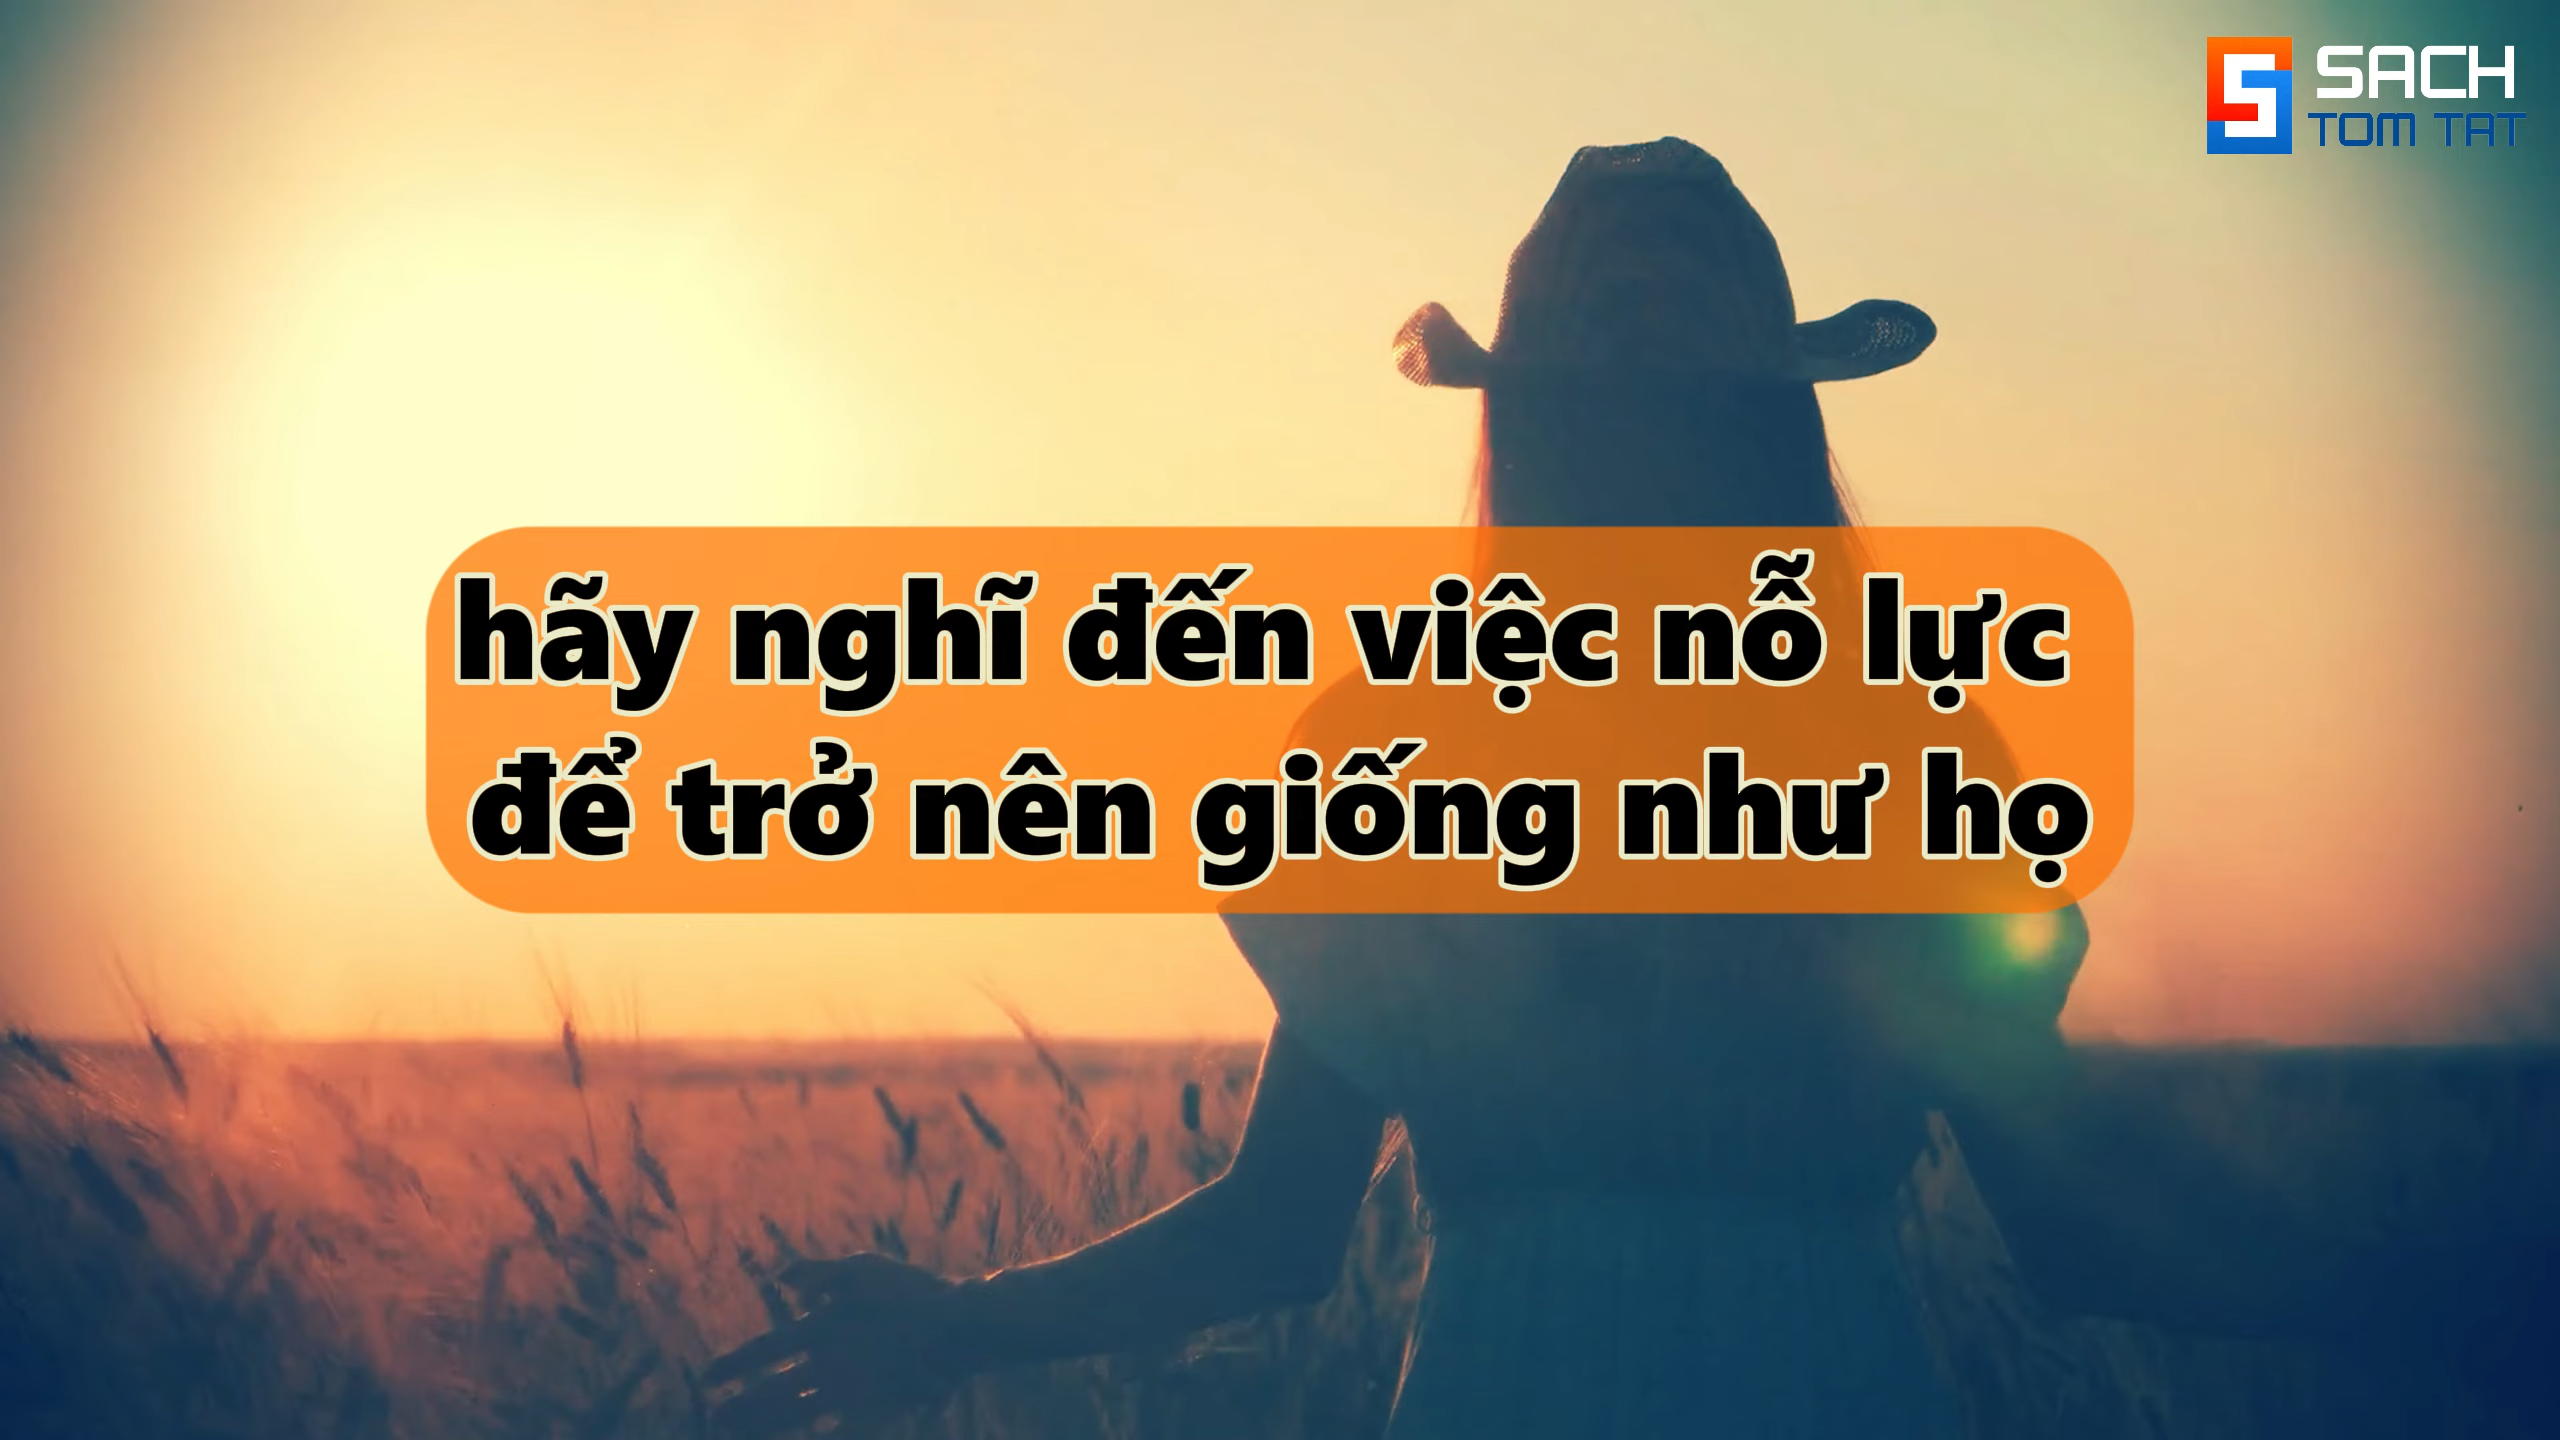 SACH
TOM TAT
hãy nghĩ đến việc nỗ lực
để trở nên giống như họ